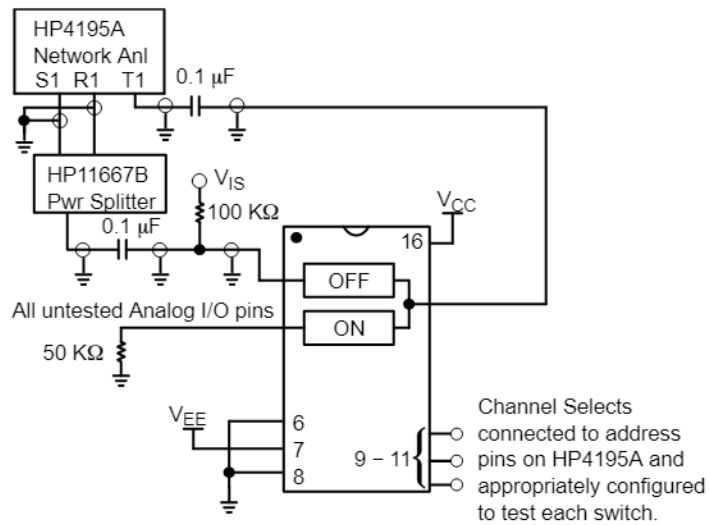 HP4195A
Network Anl
S1 R1 T1
0.1 μF
HP11667B
Pwr Splitter
V_IS
0.1 μF
100 KΩ
V_CC
16
OFF
All untested Analog I/O pins
ON
50 KΩ
V_EE
6
7
8
9 – 11
Channel Selects
connected to address
pins on HP4195A and
appropriately configured
to test each switch.